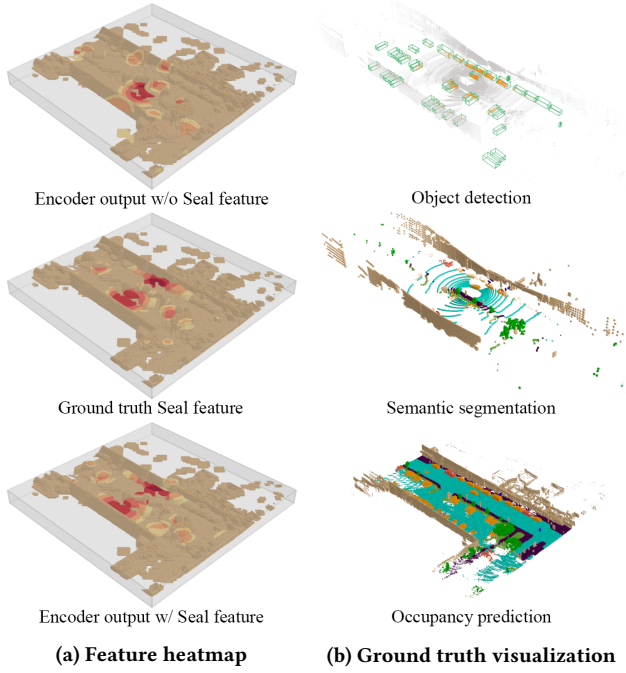 Encoder output w/o Seal feature
Object detection
Ground truth Seal feature
Semantic segmentation
Encoder output w/ Seal feature
Occupancy prediction
(a) Feature heatmap
(b) Ground truth visualization